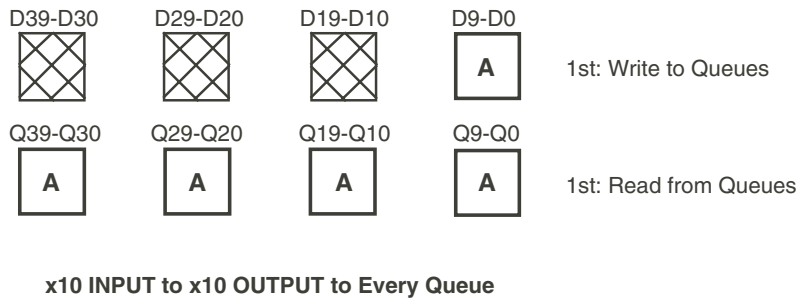 D39-D30 D29-D20 D19-D10 D9-D0
A 1st: Write to Queues
Q39-Q30 Q29-Q20 Q19-Q10 Q9-Q0
A A A A 1st: Read from Queues
x10 INPUT to x10 OUTPUT to Every Queue